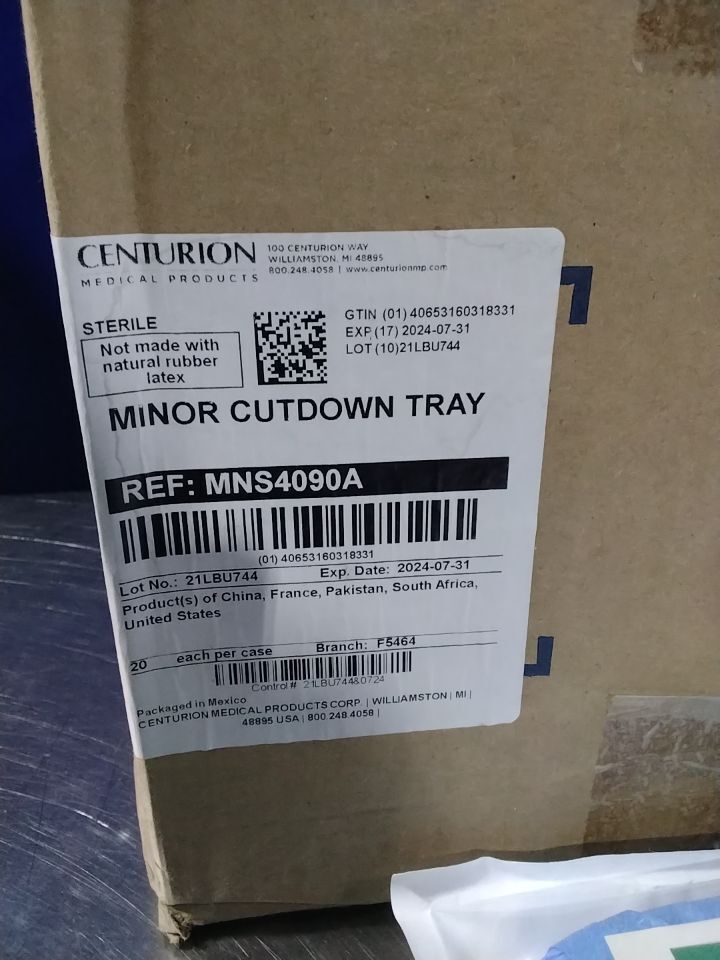 CENTURION
MEDICAL PRODUCTS
100 CENTURION WAY
WILLIAMSTON, MI 48895
800.248.4058 | www.centurionmp.com
STERILE
Not made with
natural rubber
latex
GTIN (01) 40653160318331
EXP (17) 2024-07-31
LOT (10)21LBU744
MINOR CUTDOWN TRAY
REF: MNS4090A
(01) 40653160318331
Lot No.: 21LBU744 Exp. Date: 2024-07-31
Product(s) of China, France, Pakistan, South Africa,
United States
20 each per case Branch: F5464
Control# 21LBU744&0724
Packaged in Mexico
CENTURION MEDICAL PRODUCTS CORP. | WILLIAMSTON | MI |
48895 USA | 800.248.4058 |